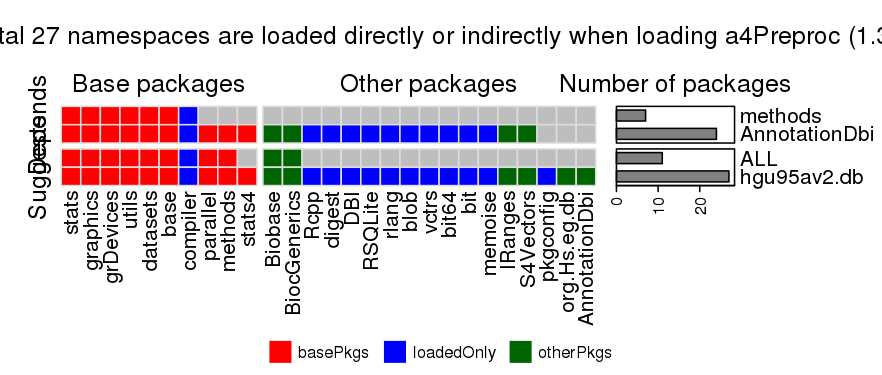 tal 27 namespaces are loaded directly or indirectly when loading a4Preproc (1.3
Base packages
Other packages
Number of packages
Depends
Suggests
methods
AnnotationDbi
ALL
hgu95av2.db
0
10
20
stats
graphics
grDevices
utils
datasets
base
compiler
parallel
methods
stats4
Biobase
BiocGenerics
Rcpp
digest
DBI
RSQLite
rlang
blob
vctrs
bit64
bit
memoise
IRanges
S4Vectors
pkgconfig
org.Hs.eg.db
AnnotationDbi
basePkgs
loadedOnly
otherPkgs